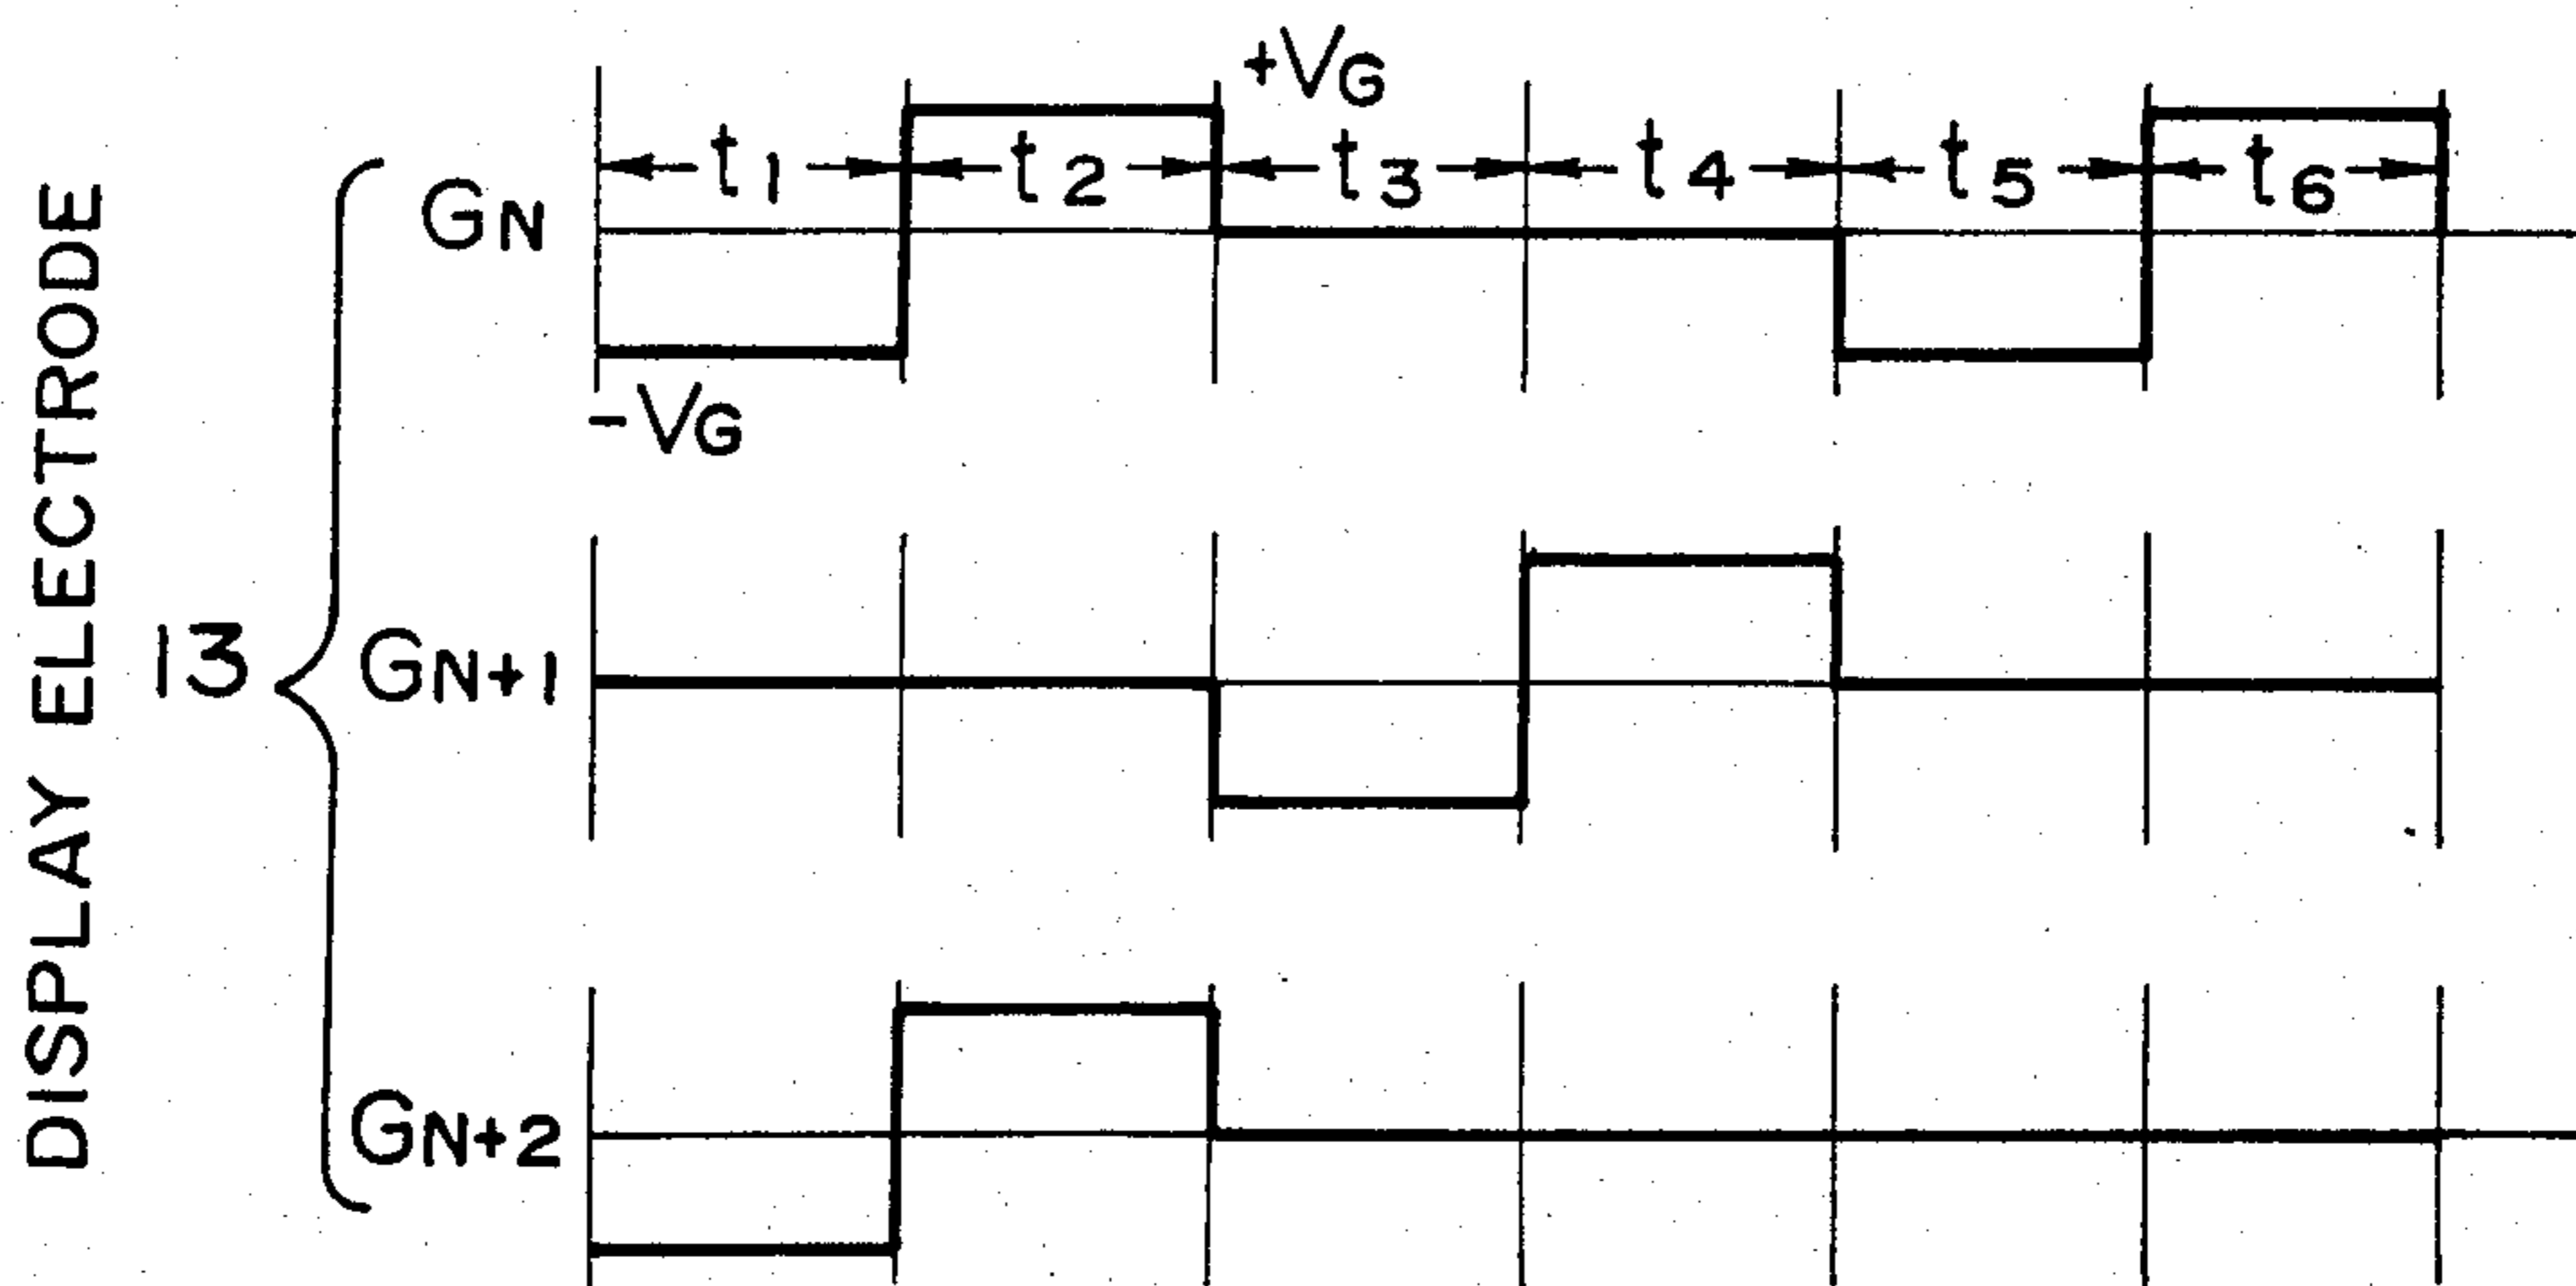 DISPLAY ELECTRODE
13
GN
+VG
t1
t2
t3
t4
t5
t6
-VG
GN+1
GN+2